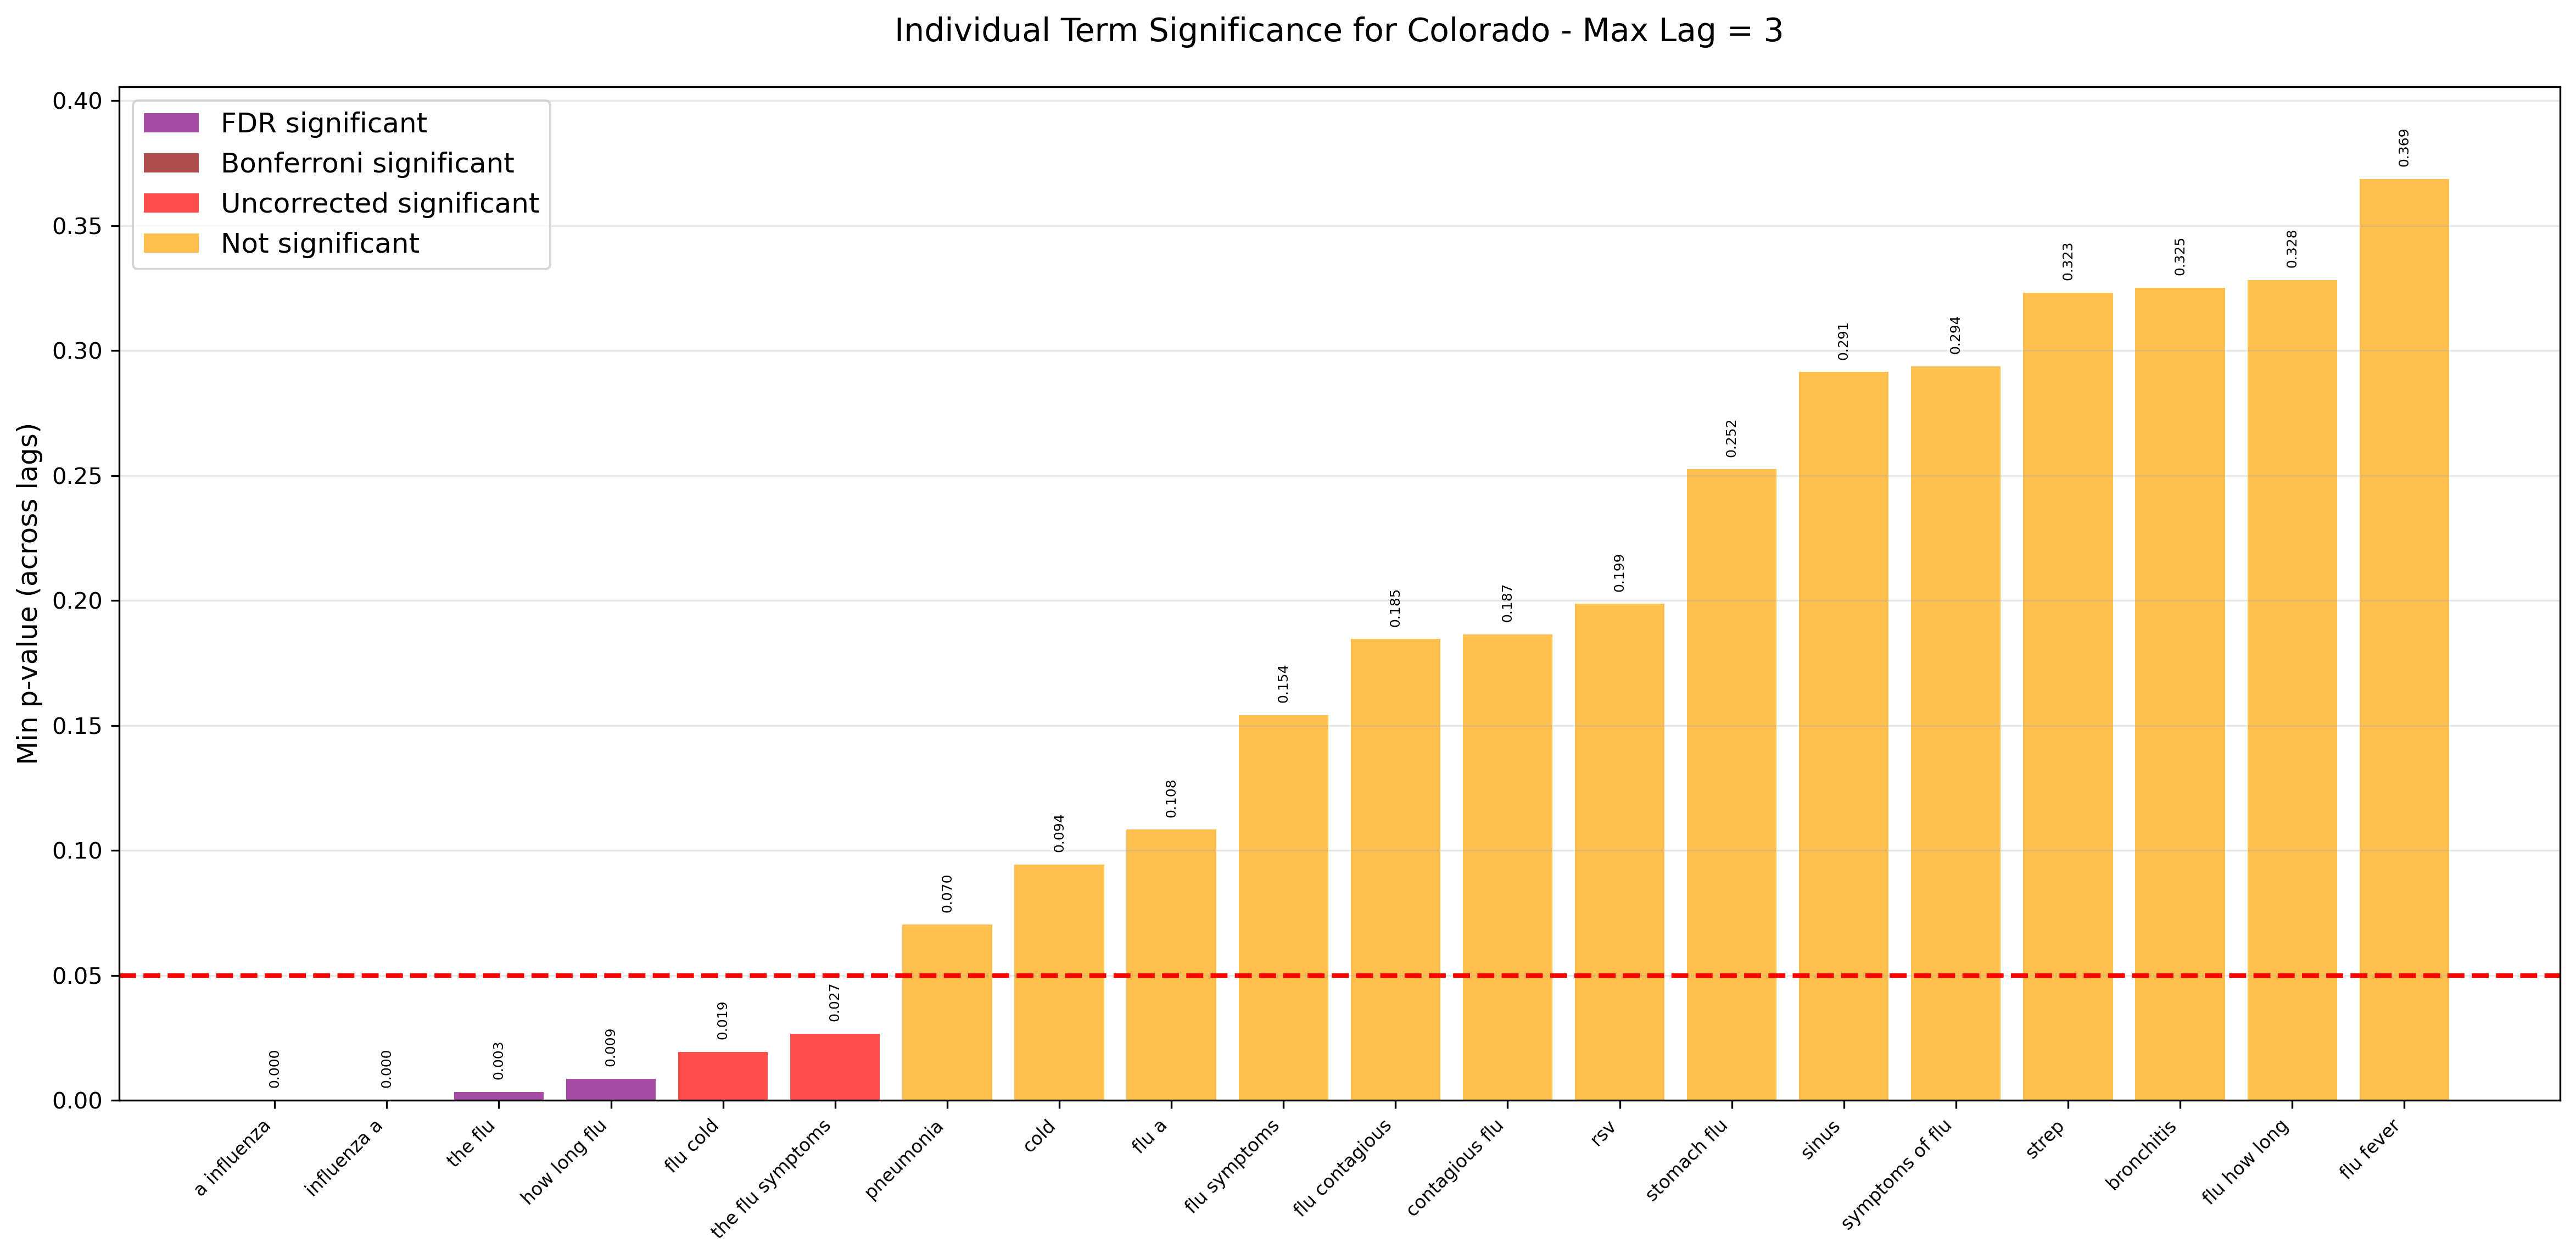 Individual Term Significance for Colorado - Max Lag = 3
Min p-value (across lags)
0.40
0.35
0.30
0.25
0.20
0.15
0.10
0.05
0.00
FDR significant
Bonferroni significant
Uncorrected significant
Not significant
0.000
0.000
0.003
0.009
0.019
0.027
0.070
0.094
0.108
0.154
0.185
0.187
0.199
0.252
0.291
0.294
0.323
0.325
0.328
0.369
a influenza
influenza a
the flu
how long flu
flu cold
the flu symptoms
pneumonia
cold
flu a
flu symptoms
flu contagious
contagious flu
rsv
stomach flu
sinus
symptoms of flu
strep
bronchitis
flu how long
flu fever